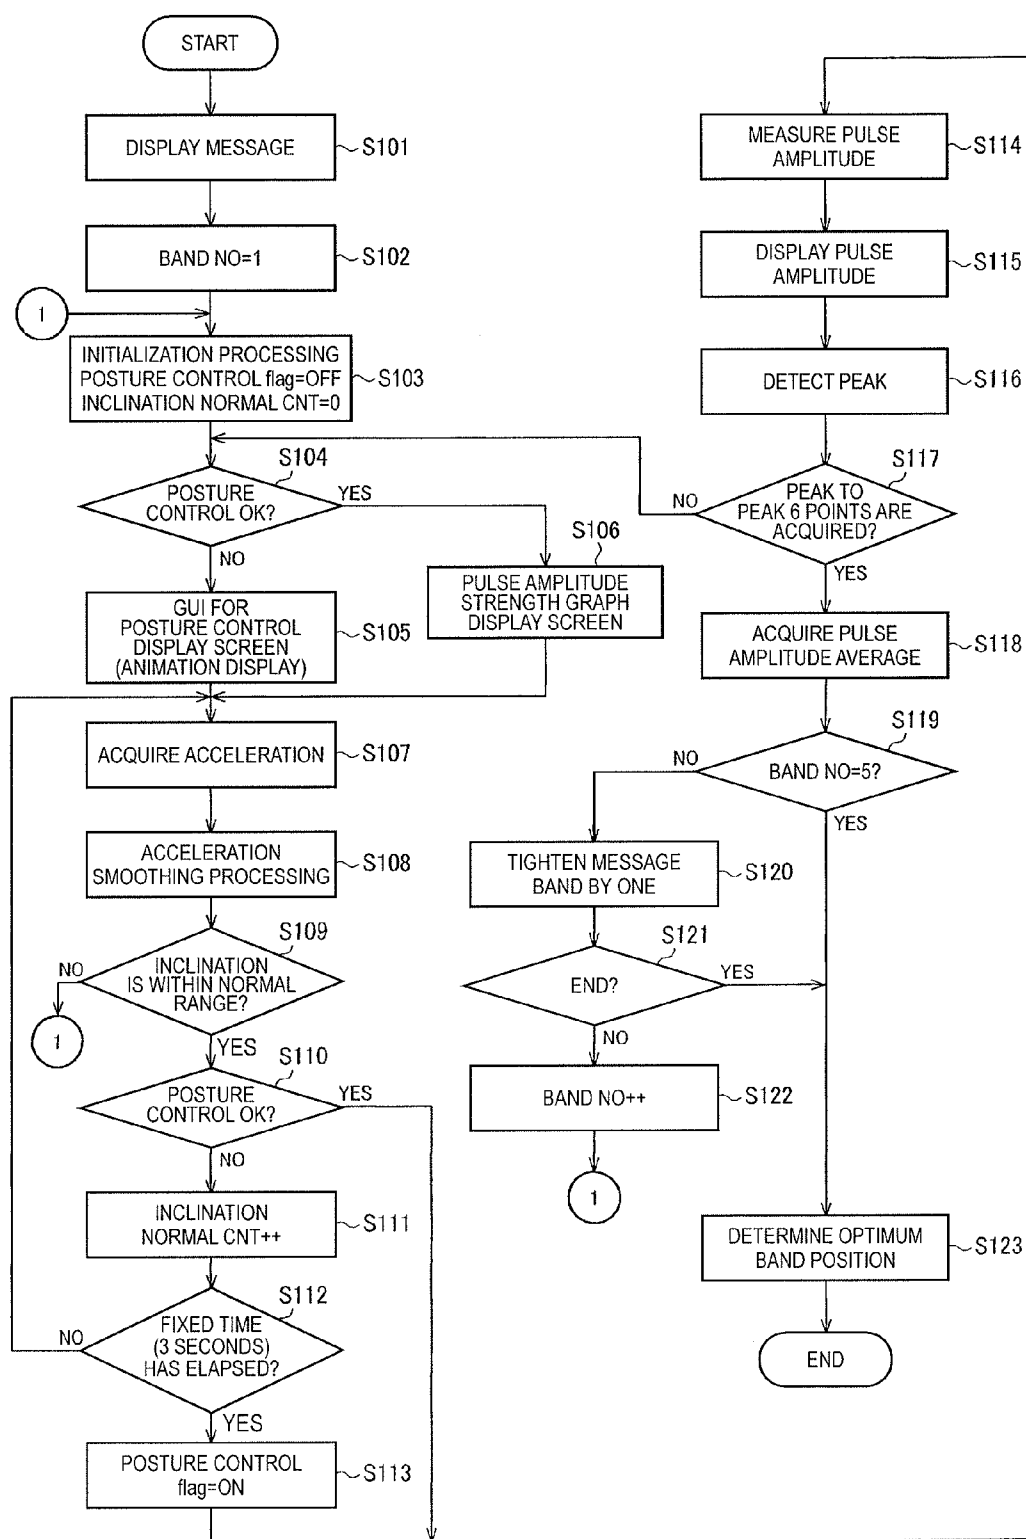 START
DISPLAY MESSAGE
S101
BAND NO=1
S102
1
INITIALIZATION PROCESSING
POSTURE CONTROL flag=OFF
INCLINATION NORMAL CNT=0
S103
S104
POSTURE
CONTROL OK?
YES
NO
S106
PULSE AMPLITUDE
STRENGTH GRAPH
DISPLAY SCREEN
GUI FOR
POSTURE CONTROL
DISPLAY SCREEN
(ANIMATION DISPLAY)
S105
ACQUIRE ACCELERATION
S107
ACCELERATION
SMOOTHING PROCESSING
S108
S109
INCLINATION
IS WITHIN NORMAL
RANGE?
NO
1
YES
S110
POSTURE
CONTROL OK?
YES
NO
INCLINATION
NORMAL CNT++
S111
S112
FIXED TIME
(3 SECONDS)
HAS ELAPSED?
NO
YES
POSTURE CONTROL
flag=ON
S113
MEASURE PULSE
AMPLITUDE
S114
DISPLAY PULSE
AMPLITUDE
S115
DETECT PEAK
S116
S117
PEAK TO
PEAK 6 POINTS ARE
ACQUIRED?
NO
YES
ACQUIRE PULSE
AMPLITUDE AVERAGE
S118
S119
BAND NO=5?
NO
YES
TIGHTEN MESSAGE
BAND BY ONE
S120
S121
END?
YES
NO
BAND NO++
S122
1
DETERMINE OPTIMUM
BAND POSITION
S123
END